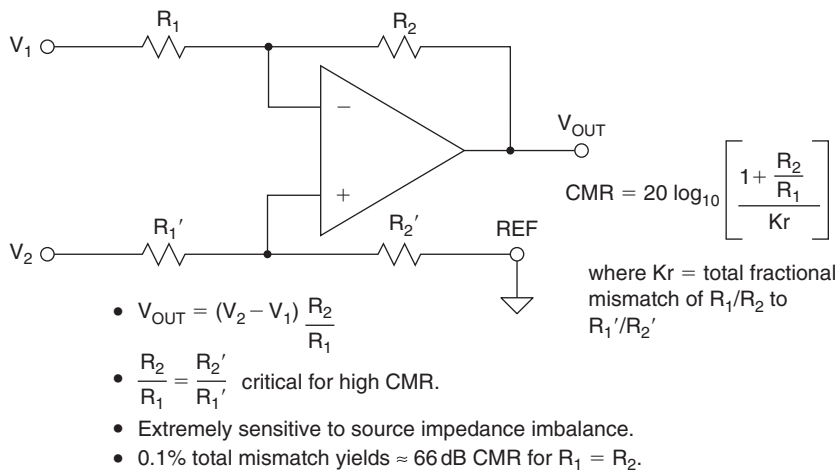 R1
R2
V1
−
VOUT
+
R1′
R2′
REF
V2
CMR = 20 log10 [ (1 + R2/R1) / Kr ]
where Kr = total fractional
mismatch of R1/R2 to
R1′/R2′
• VOUT = (V2 − V1) R2/R1
• R2/R1 = R2′/R1′ critical for high CMR.
• Extremely sensitive to source impedance imbalance.
• 0.1% total mismatch yields ≈ 66 dB CMR for R1 = R2.